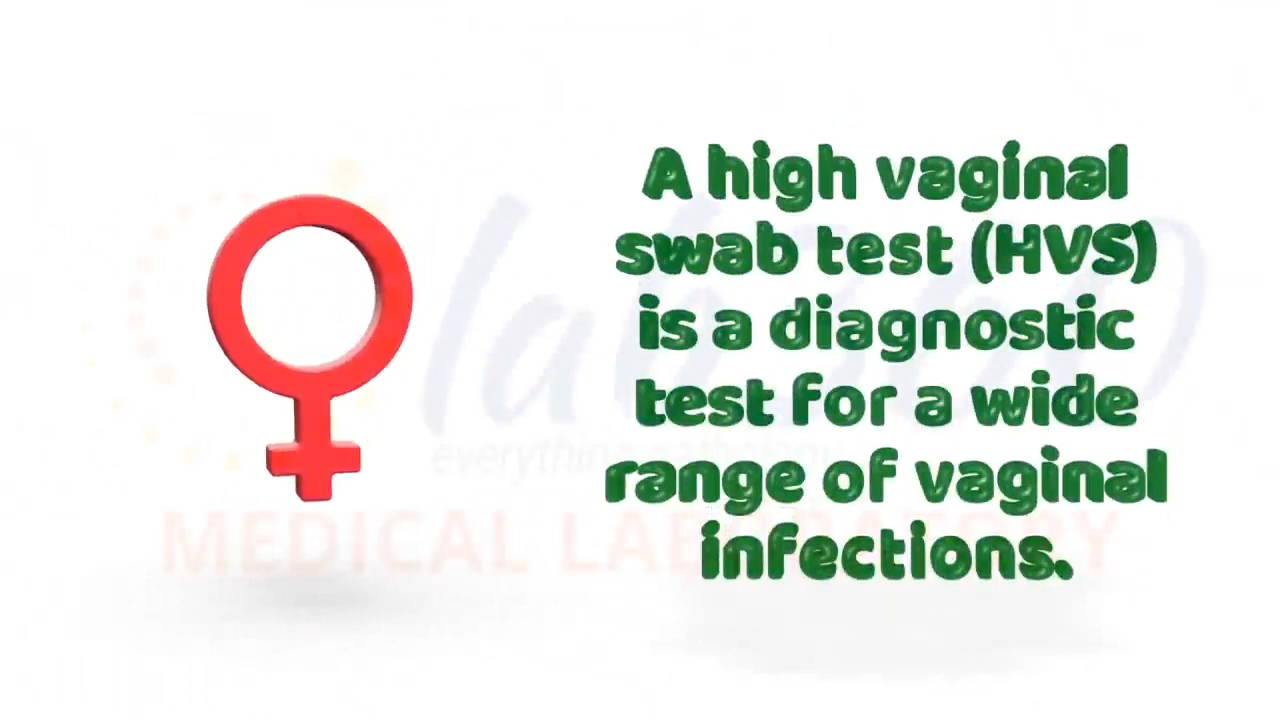 A high vaginal
swab test (HVS)
is a diagnostic
test for a wide
range of vaginal
infections.
everything pathology
MEDICAL LABORATORY